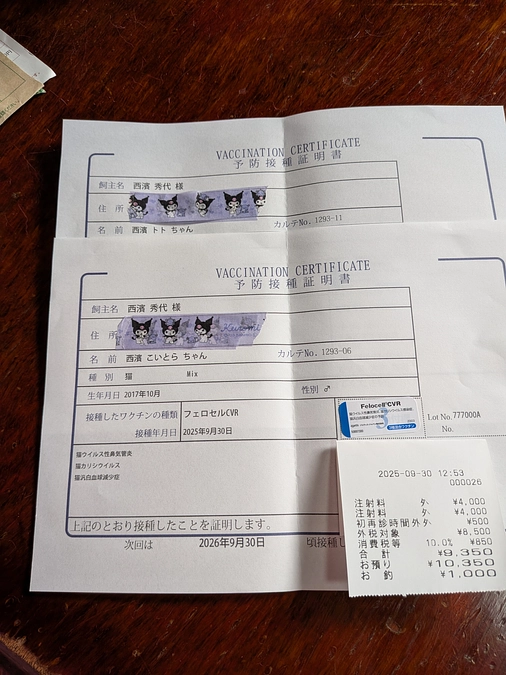 VACCINATION CERTIFICATE
予防接種証明書
飼主名 西濱 秀代 様
住 所
カルテNo. 1293-11
名 前 西濱 トト ちゃん
VACCINATION CERTIFICATE
予防接種証明書
飼主名 西濱 秀代 様
住 所
Kuromi
名 前 西濱 こいとら ちゃん カルテNo. 1293-06
種 別 猫 Mix
生年月日 2017年10月 性別 ♂
接種したワクチンの種類 フェロセルCVR
接種年月日 2025年9月30日
Felocell CVR
3
Lot No.777000A
No.
猫ウイルス性鼻気管炎
猫カリシウイルス
猫汎白血球減少症
上記のとおり接種したことを証明します。
次回は 2026年9月30日 頃接種し
2025-09-30 12:53
000026
注射料 外 ¥4,000
注射料 外 ¥4,000
初再診時間外外 ¥500
外税対象 ¥8,500
消費税等 10.0% ¥850
合 計 ¥9,350
お預り ¥10,350
お 釣 ¥1,000